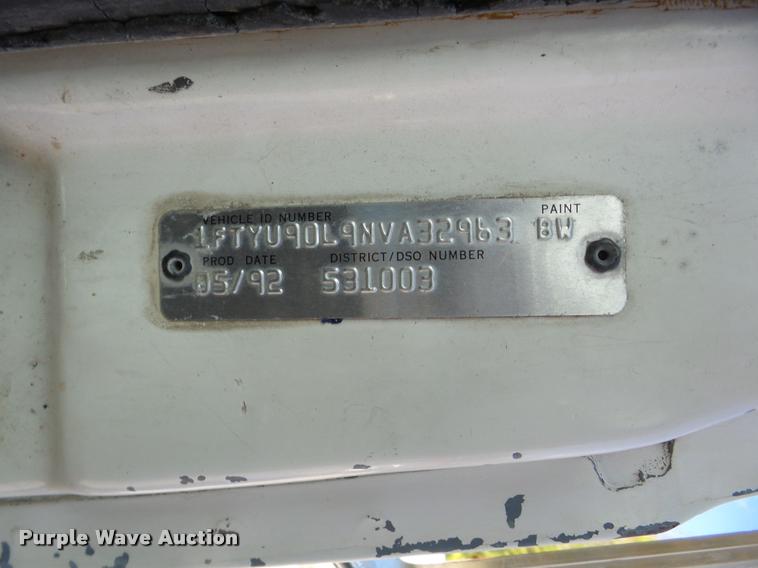 VEHICLE ID NUMBER PAINT
1FTYU90L9NVA32963 BW
PROD DATE DISTRICT/DSO NUMBER
05/92 531003
Purple Wave Auction